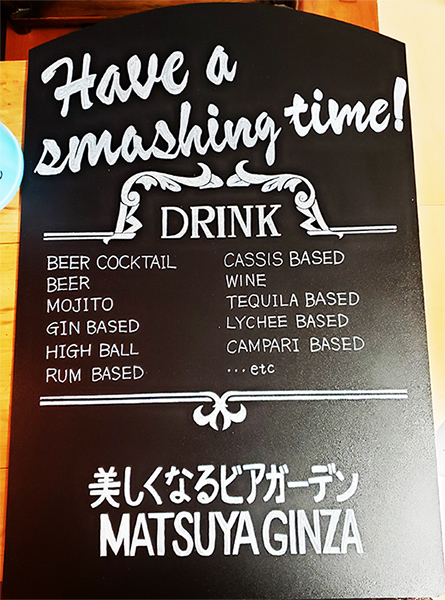 Have a
smashing time!
DRINK
BEER COCKTAIL
BEER
MOJITO
GIN BASED
HIGH BALL
RUM BASED
CASSIS BASED
WINE
TEQUILA BASED
LYCHEE BASED
CAMPARI BASED
...etc
美しくなるビアガーデン
MATSUYA GINZA